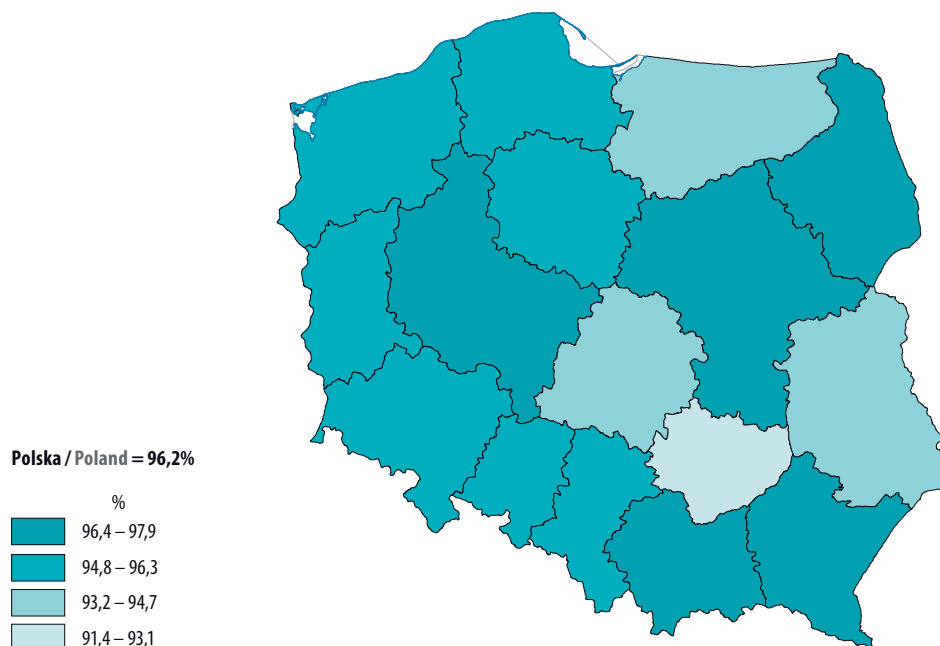 Polska / Poland = 96,2%
%
96,4 – 97,9
94,8 – 96,3
93,2 – 94,7
91,4 – 93,1